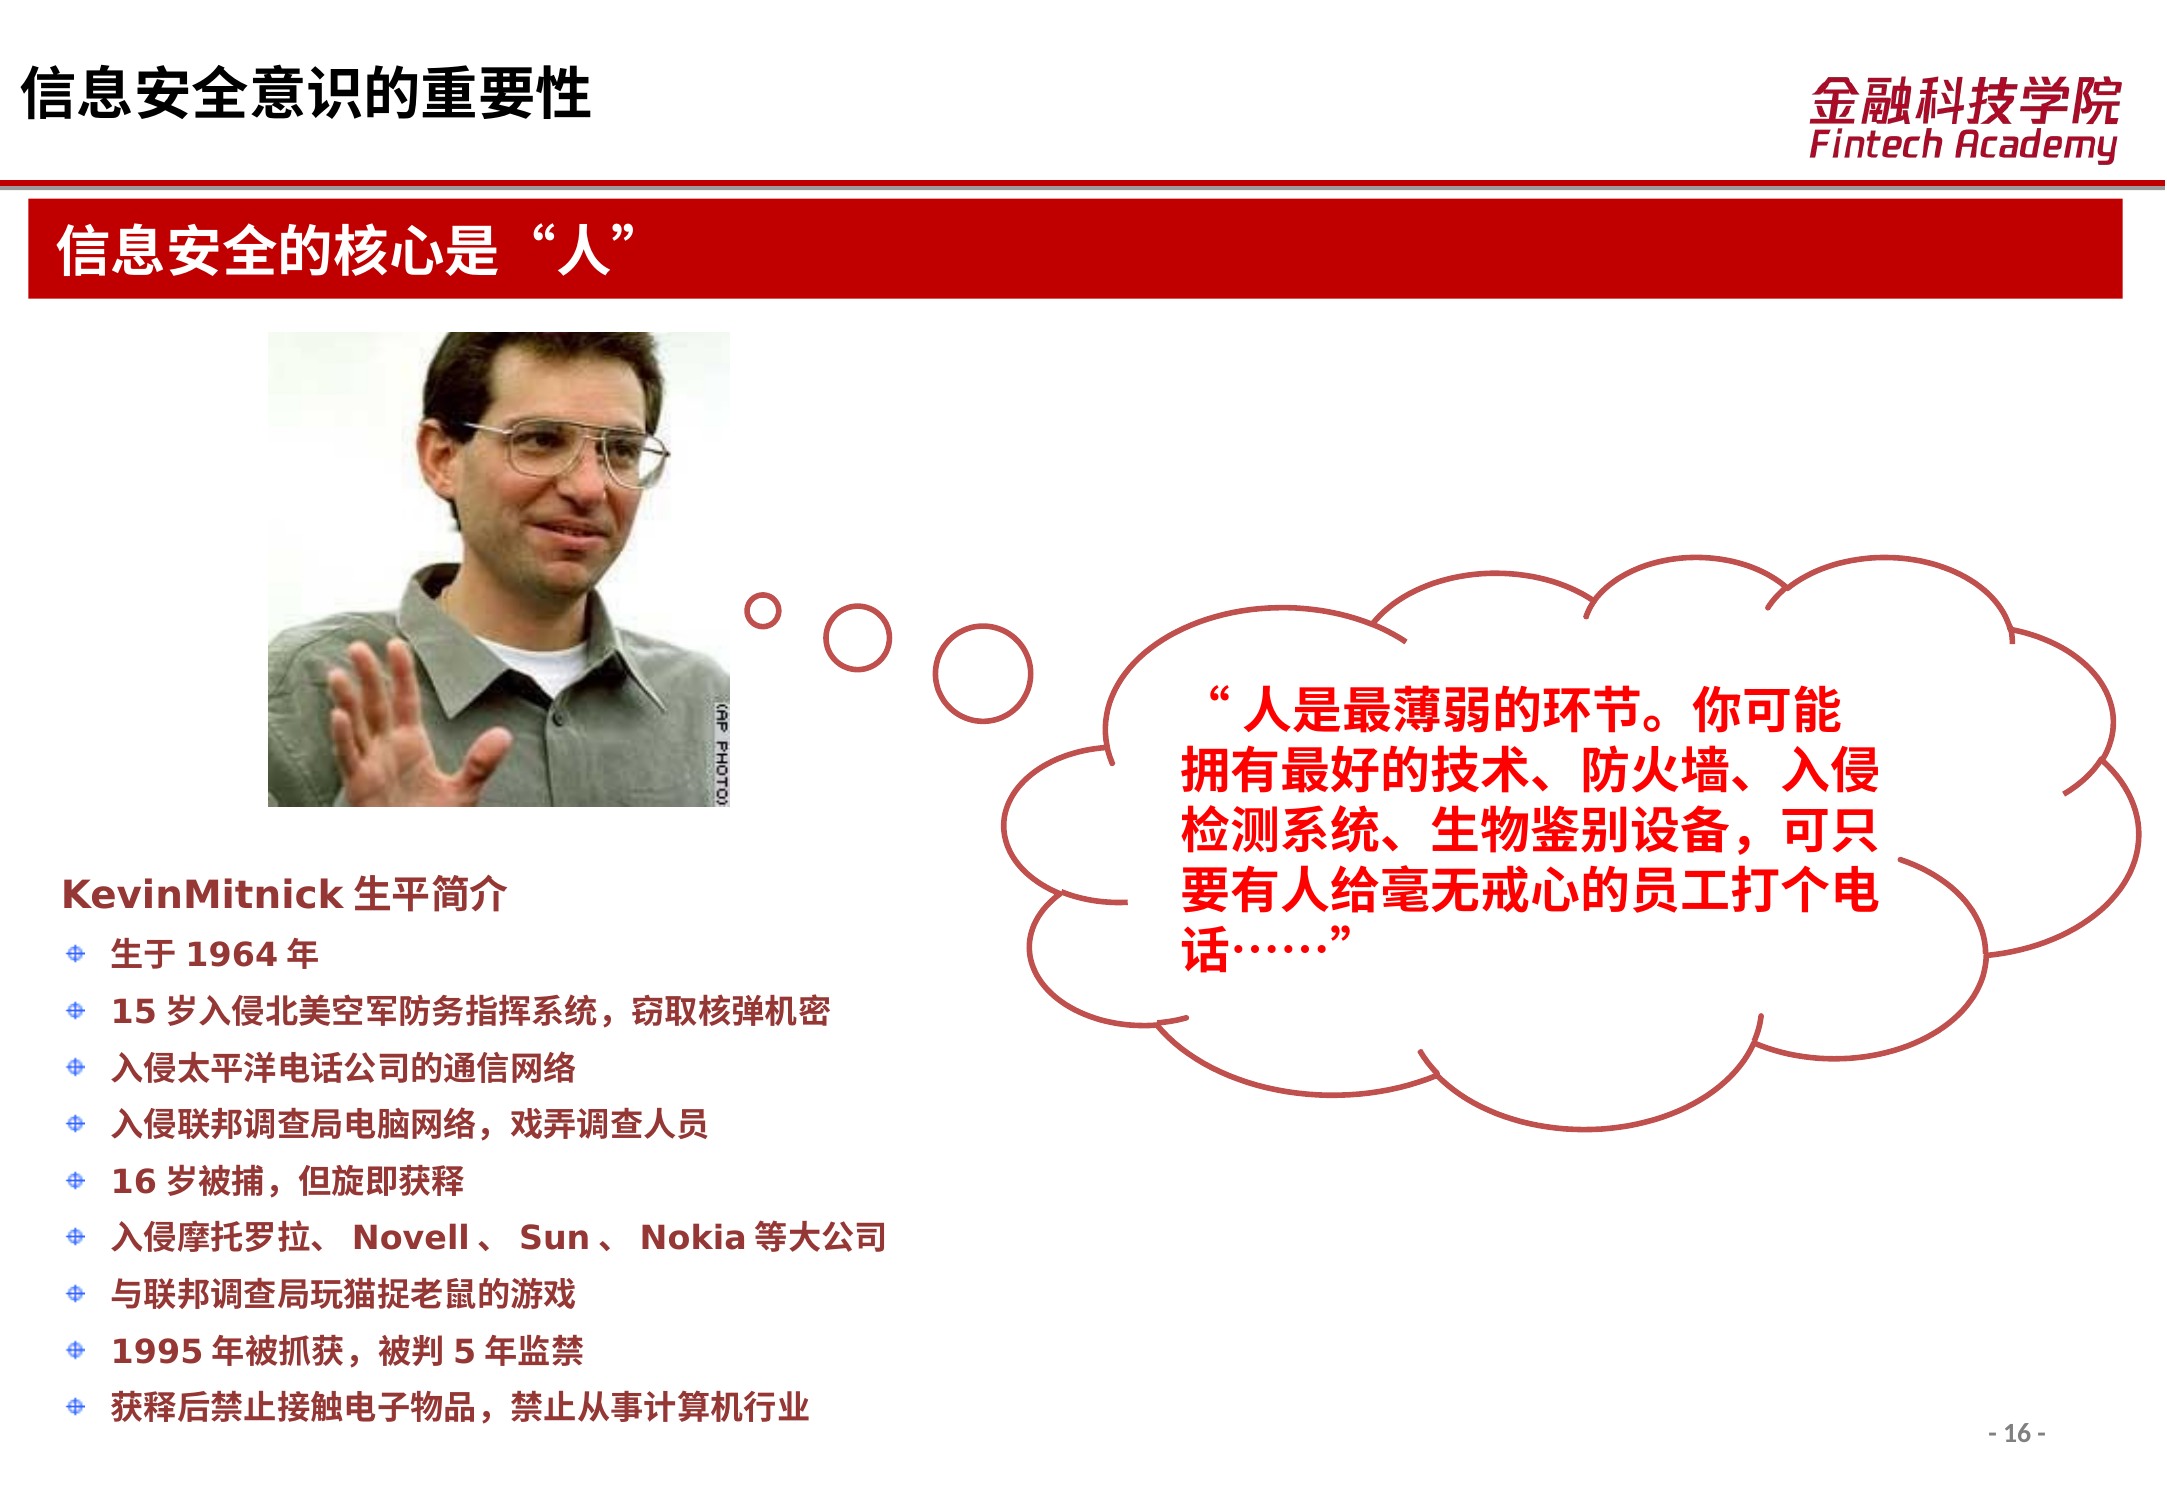 信息安全意识的重要性
金融科技学院
Fintech Academy
信息安全的核心是“人”
(AP PHOTO)
“ 人是最薄弱的环节。你可能
拥有最好的技术、防火墙、入侵
检测系统、生物鉴别设备，可只
要有人给毫无戒心的员工打个电
话……”
KevinMitnick 生平简介
生于 1964 年
15 岁入侵北美空军防务指挥系统，窃取核弹机密
入侵太平洋电话公司的通信网络
入侵联邦调查局电脑网络，戏弄调查人员
16 岁被捕，但旋即获释
入侵摩托罗拉、 Novell 、 Sun 、 Nokia 等大公司
与联邦调查局玩猫捉老鼠的游戏
1995 年被抓获，被判 5 年监禁
获释后禁止接触电子物品，禁止从事计算机行业
- 16 -